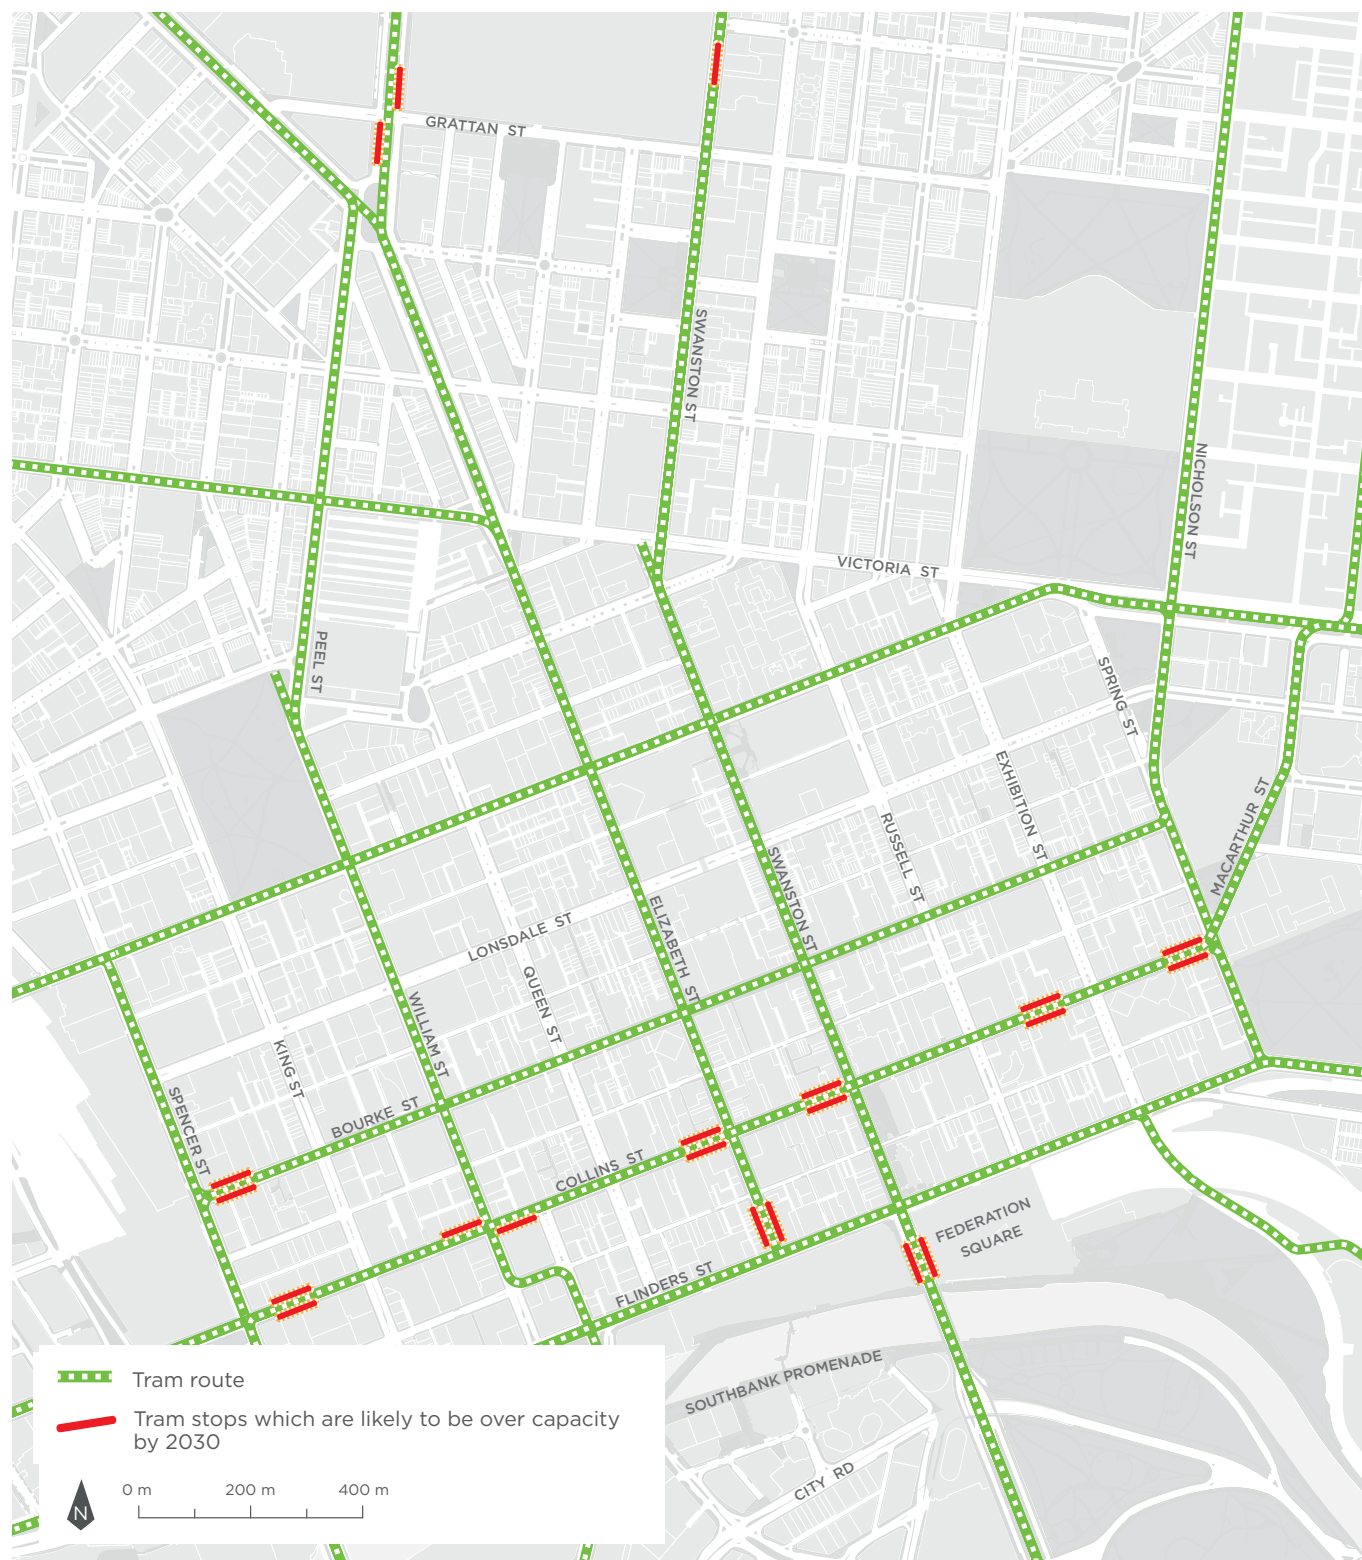 GRATTAN ST
SWANSTON ST
NICHOLSON ST
VICTORIA ST
PEEL ST
SPRING ST
EXHIBITION ST
MACARTHUR ST
RUSSELL ST
SWANSTON ST
ELIZABETH ST
LONSDALE ST
QUEEN ST
WILLIAM ST
KING ST
SPENCER ST
BOURKE ST
COLLINS ST
FEDERATION
SQUARE
FLINDERS ST
SOUTHBANK PROMENADE
CITY RD
Tram route
Tram stops which are likely to be over capacity
by 2030
N
0 m 200 m 400 m